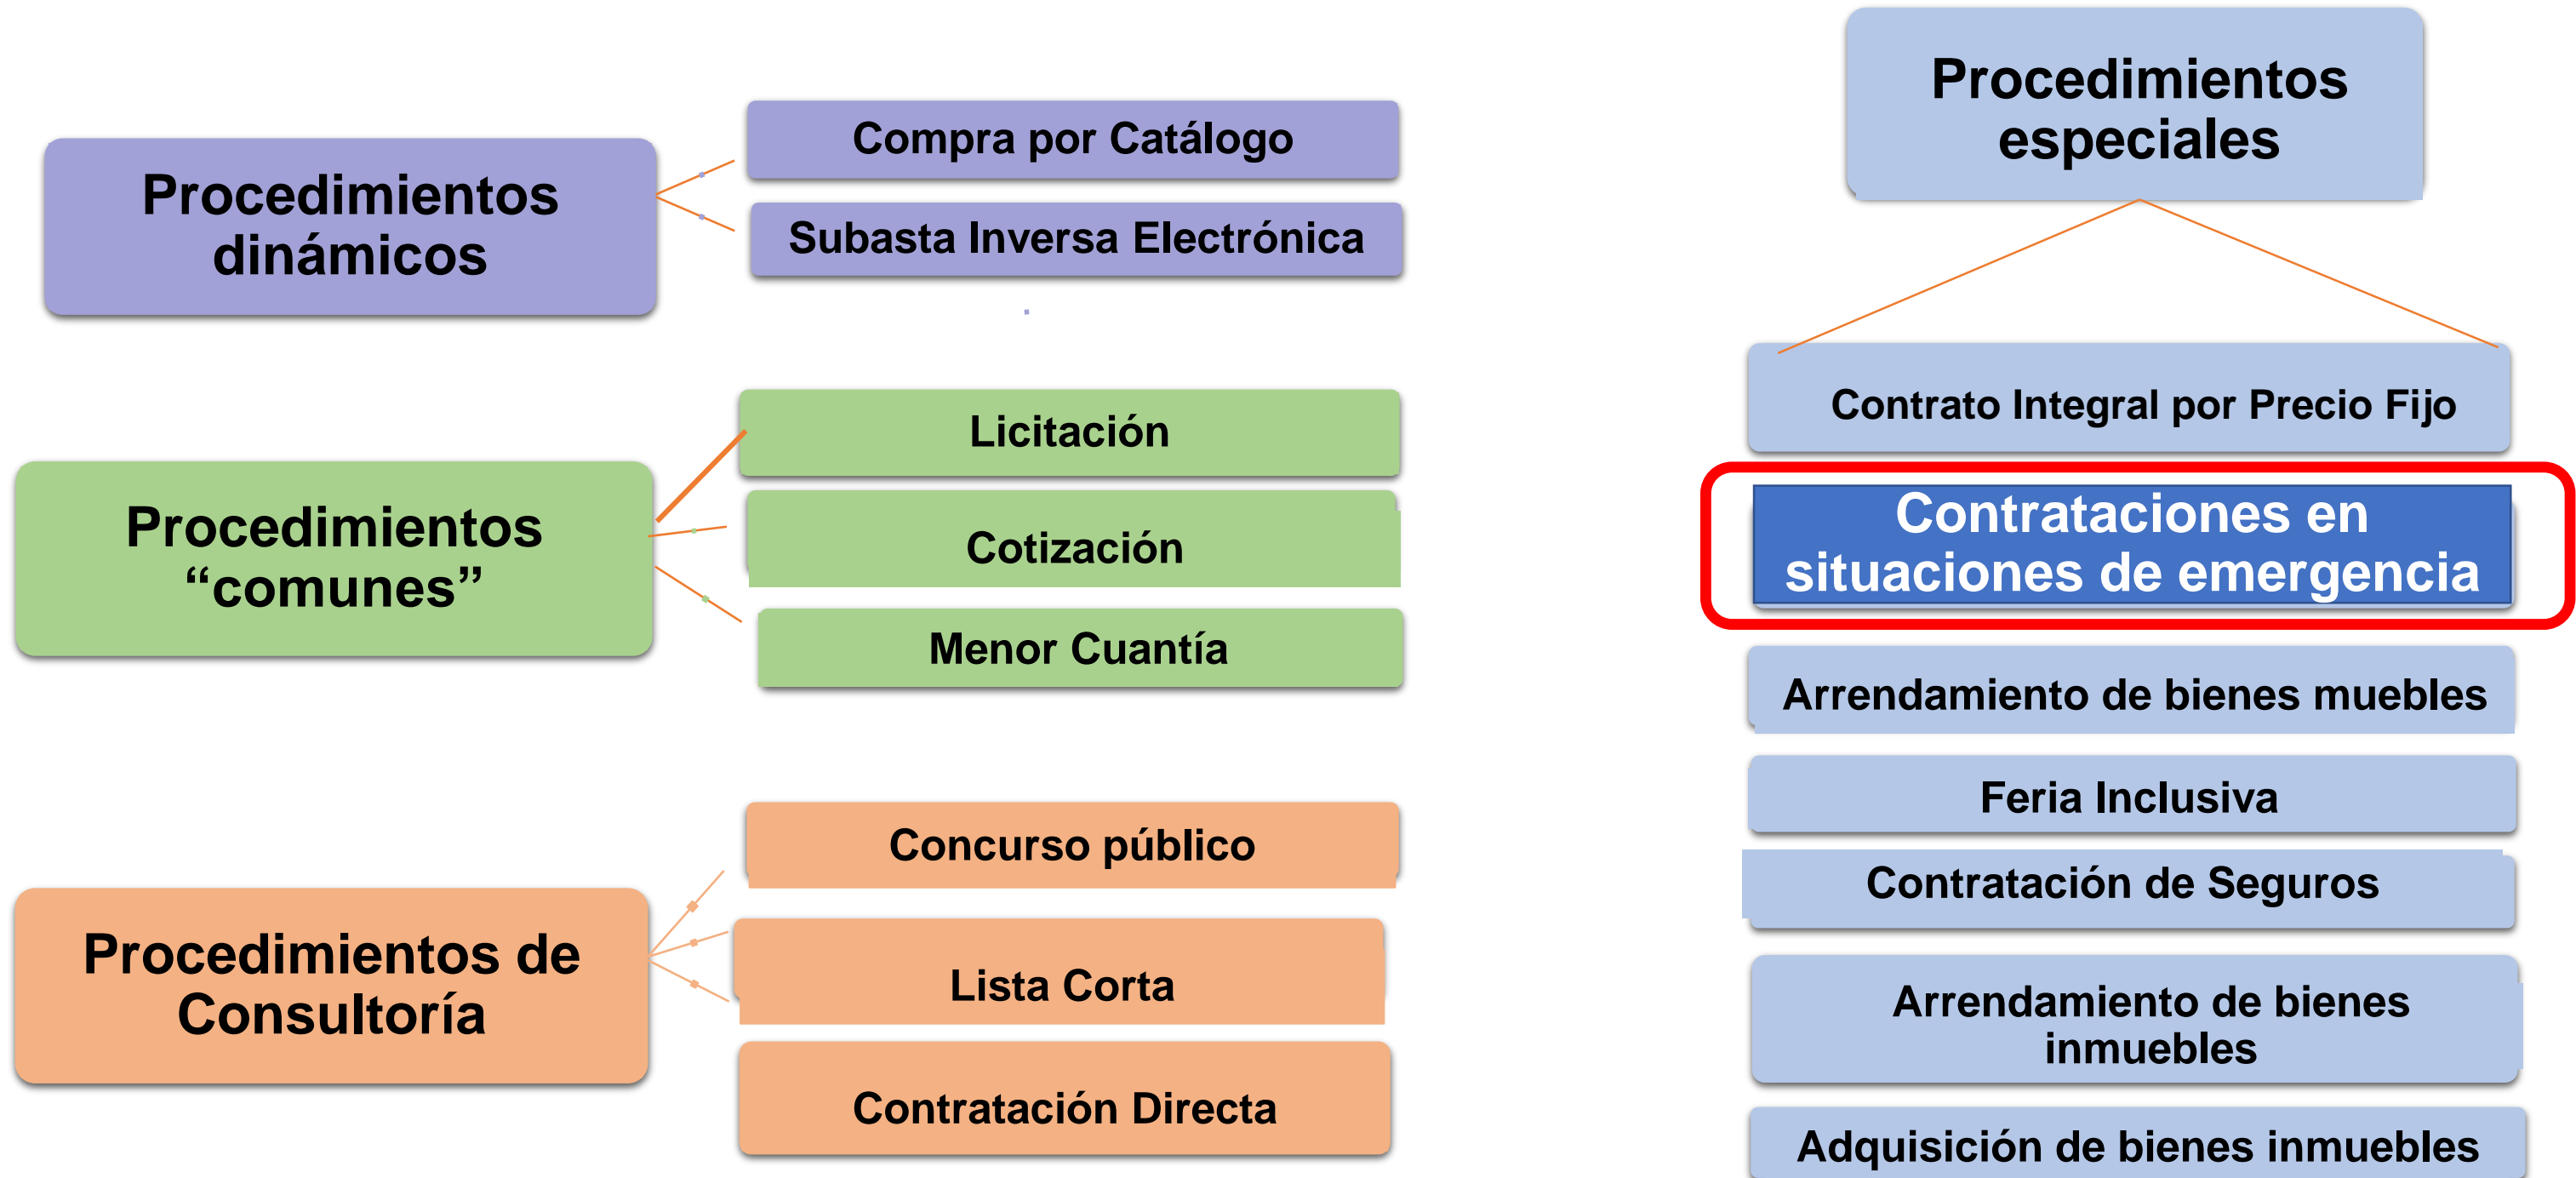 Procedimientos
dinámicos
Compra por Catálogo
Subasta Inversa Electrónica
Procedimientos
“comunes”
Licitación
Cotización
Menor Cuantía
Procedimientos de
Consultoría
Concurso público
Lista Corta
Contratación Directa
Procedimientos
especiales
Contrato Integral por Precio Fijo
Contrataciones en
situaciones de emergencia
Arrendamiento de bienes muebles
Feria Inclusiva
Contratación de Seguros
Arrendamiento de bienes
inmuebles
Adquisición de bienes inmuebles